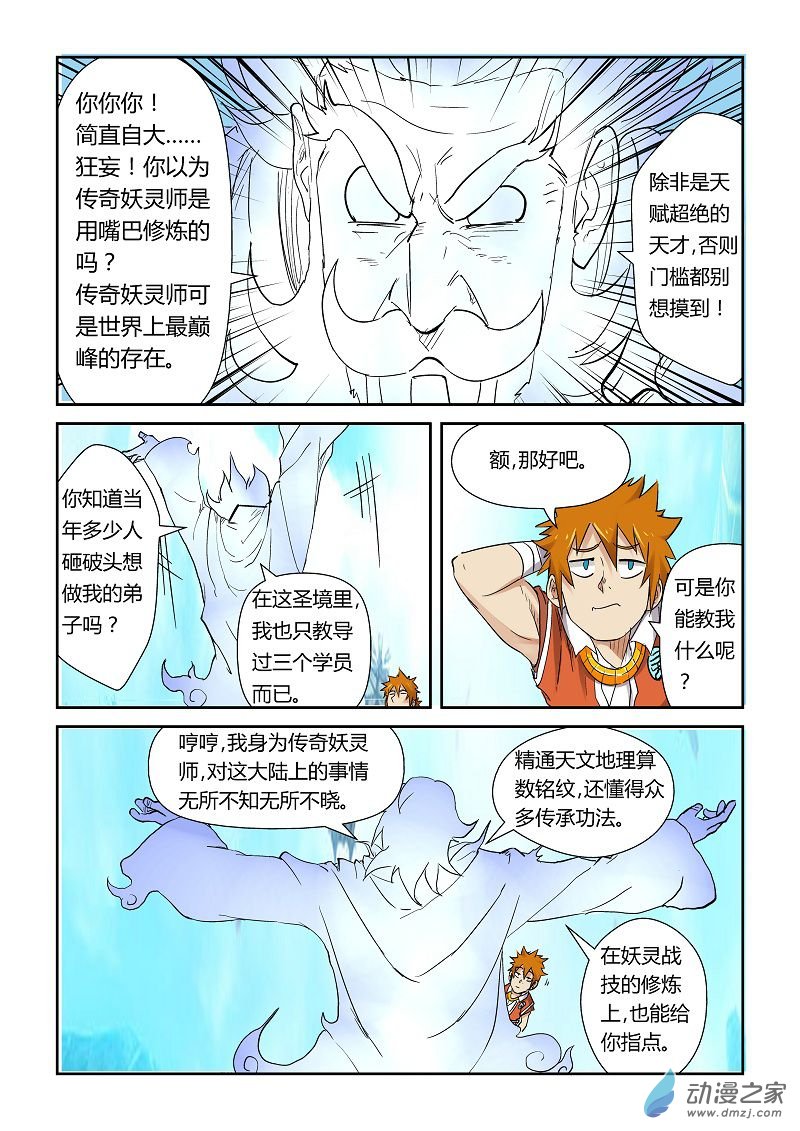 你你你！
简直自大……
狂妄！你以为
传奇妖灵师是
用嘴巴修炼的
吗？
传奇妖灵师可
是世界上最巅
峰的存在。
除非是天
赋超绝的
天才，否则
门槛都别
想摸到！
你知道当
年多少人
砸破头想
做我的弟
子吗？
在这圣境里，
我也只教导
过三个学员
而已。
额，那好吧。
可是你
能教我
什么呢
？
哼哼，我身为传奇妖灵
师，对这大陆上的事情
无所不知无所不晓。
精通天文地理算
数铭纹，还懂得众
多传承功法。
在妖灵战
技的修炼
上，也能给
你指点。
动漫之家
www.dmzj.com